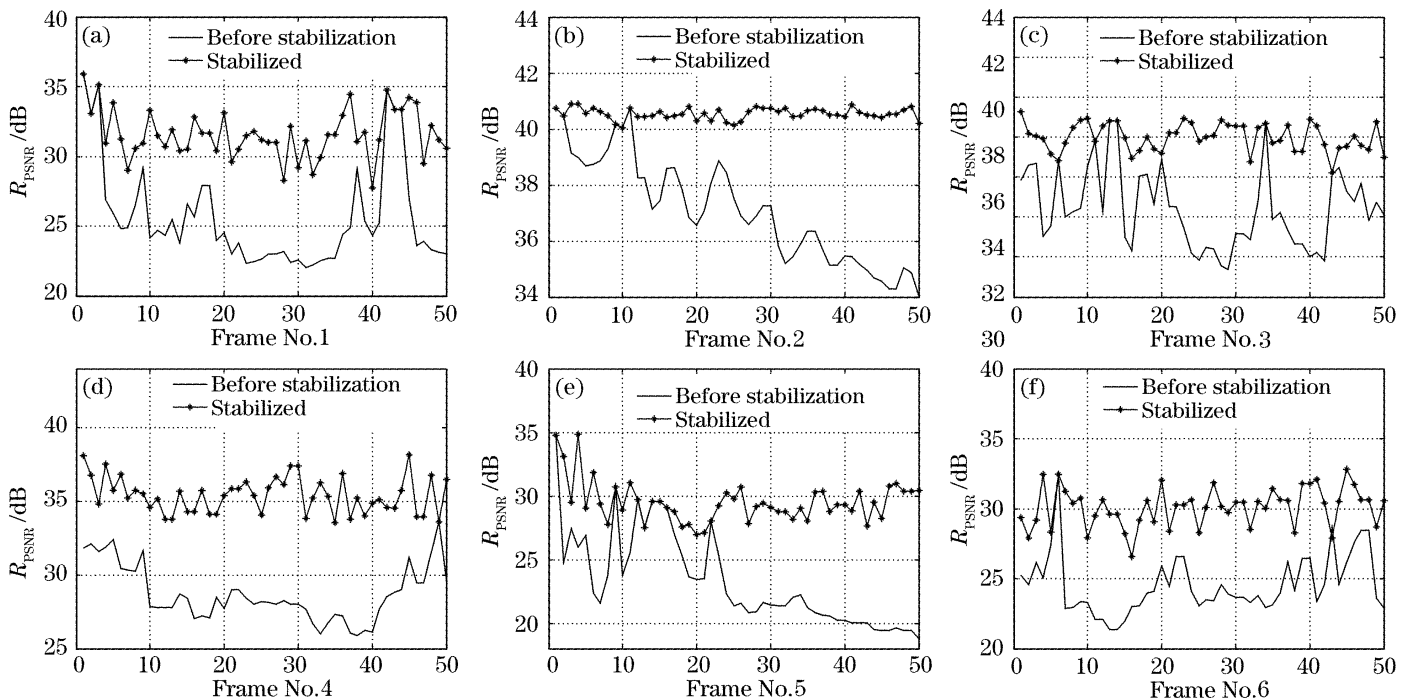 (a)
Before stabilization
Stabilized
R_PSNR /dB
40
35
30
25
20
0 10 20 30 40 50
Frame No.1
(b)
Before stabilization
Stabilized
R_PSNR /dB
44
42
40
38
36
34
0 10 20 30 40 50
Frame No.2
(c)
Before stabilization
Stabilized
R_PSNR /dB
44
42
40
38
36
34
32
30
0 10 20 30 40 50
Frame No.3
(d)
Before stabilization
Stabilized
R_PSNR /dB
40
35
30
25
0 10 20 30 40 50
Frame No.4
(e)
Before stabilization
Stabilized
R_PSNR /dB
40
35
30
25
20
18
0 10 20 30 40 50
Frame No.5
(f)
Before stabilization
Stabilized
R_PSNR /dB
40
35
30
25
20
0 10 20 30 40 50
Frame No.6